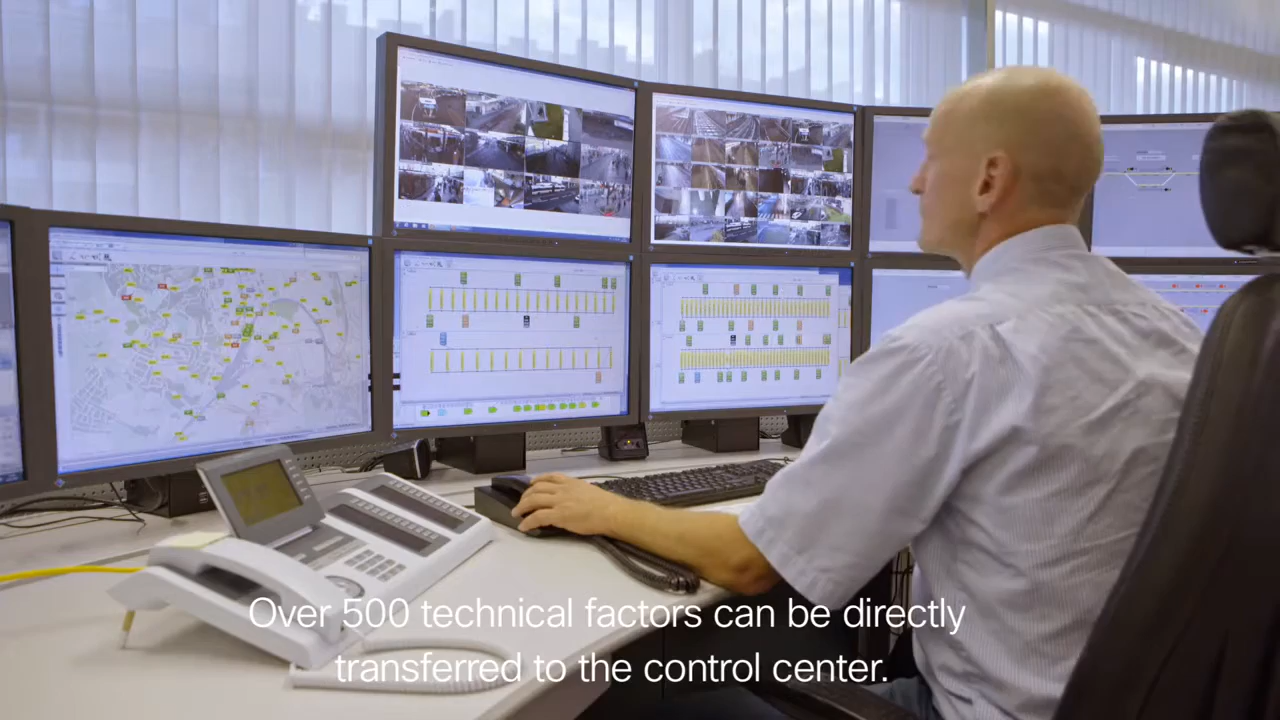 Over 500 technical factors can be directly
transferred to the control center.